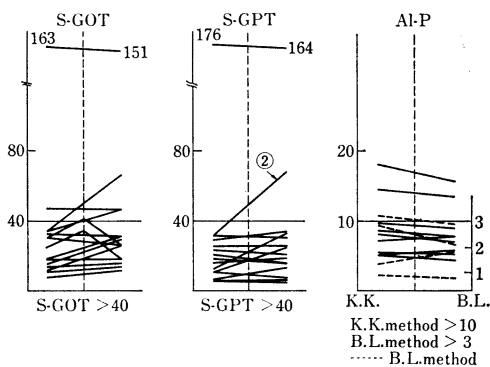 S-GOT
163
151
80
40
S-GOT >40
S-GPT
176
164
②
80
40
S-GPT >40
Al-P
20
10
3
2
1
K.K.
B.L.
K.K.method >10
B.L.method > 3
------ B.L.method